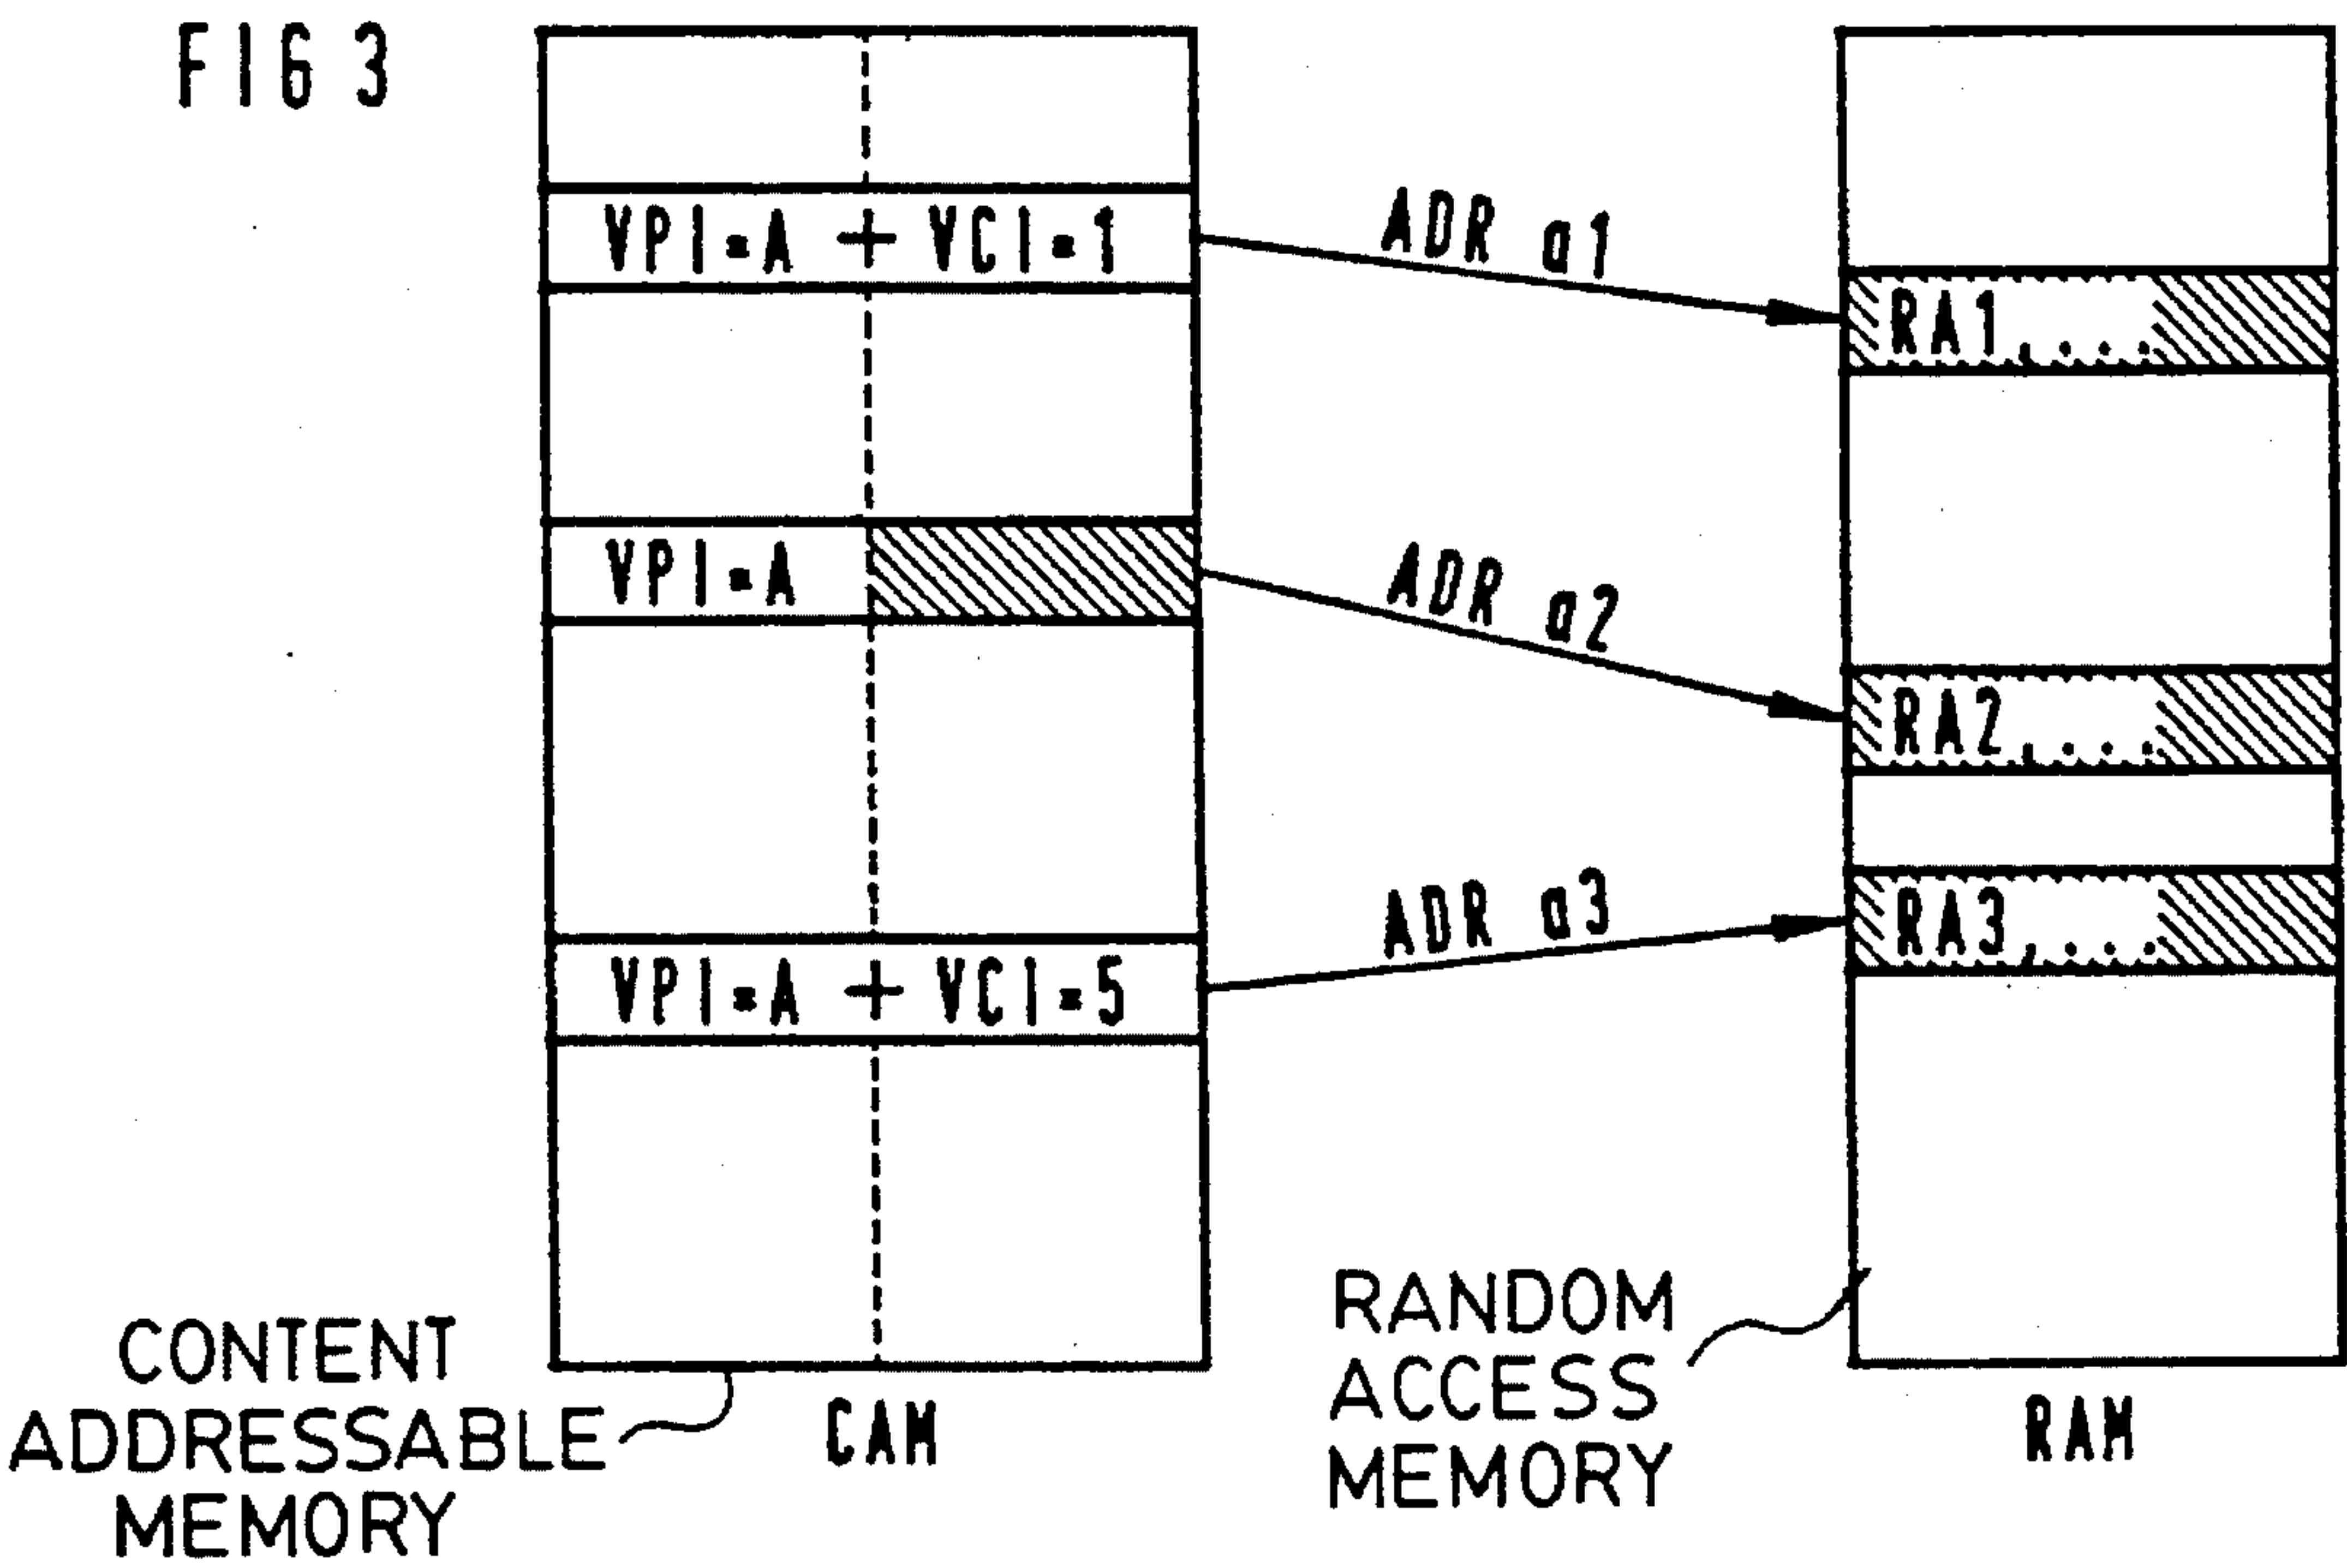 FIG 3
VPI=A + VCI=1
ADR a1
RA1,...
VPI=A
ADR a2
RA2,...
ADR a3
RA3,...
VPI=A + VCI=5
CONTENT
ADDRESSABLE
MEMORY
CAM
RANDOM
ACCESS
MEMORY
RAM